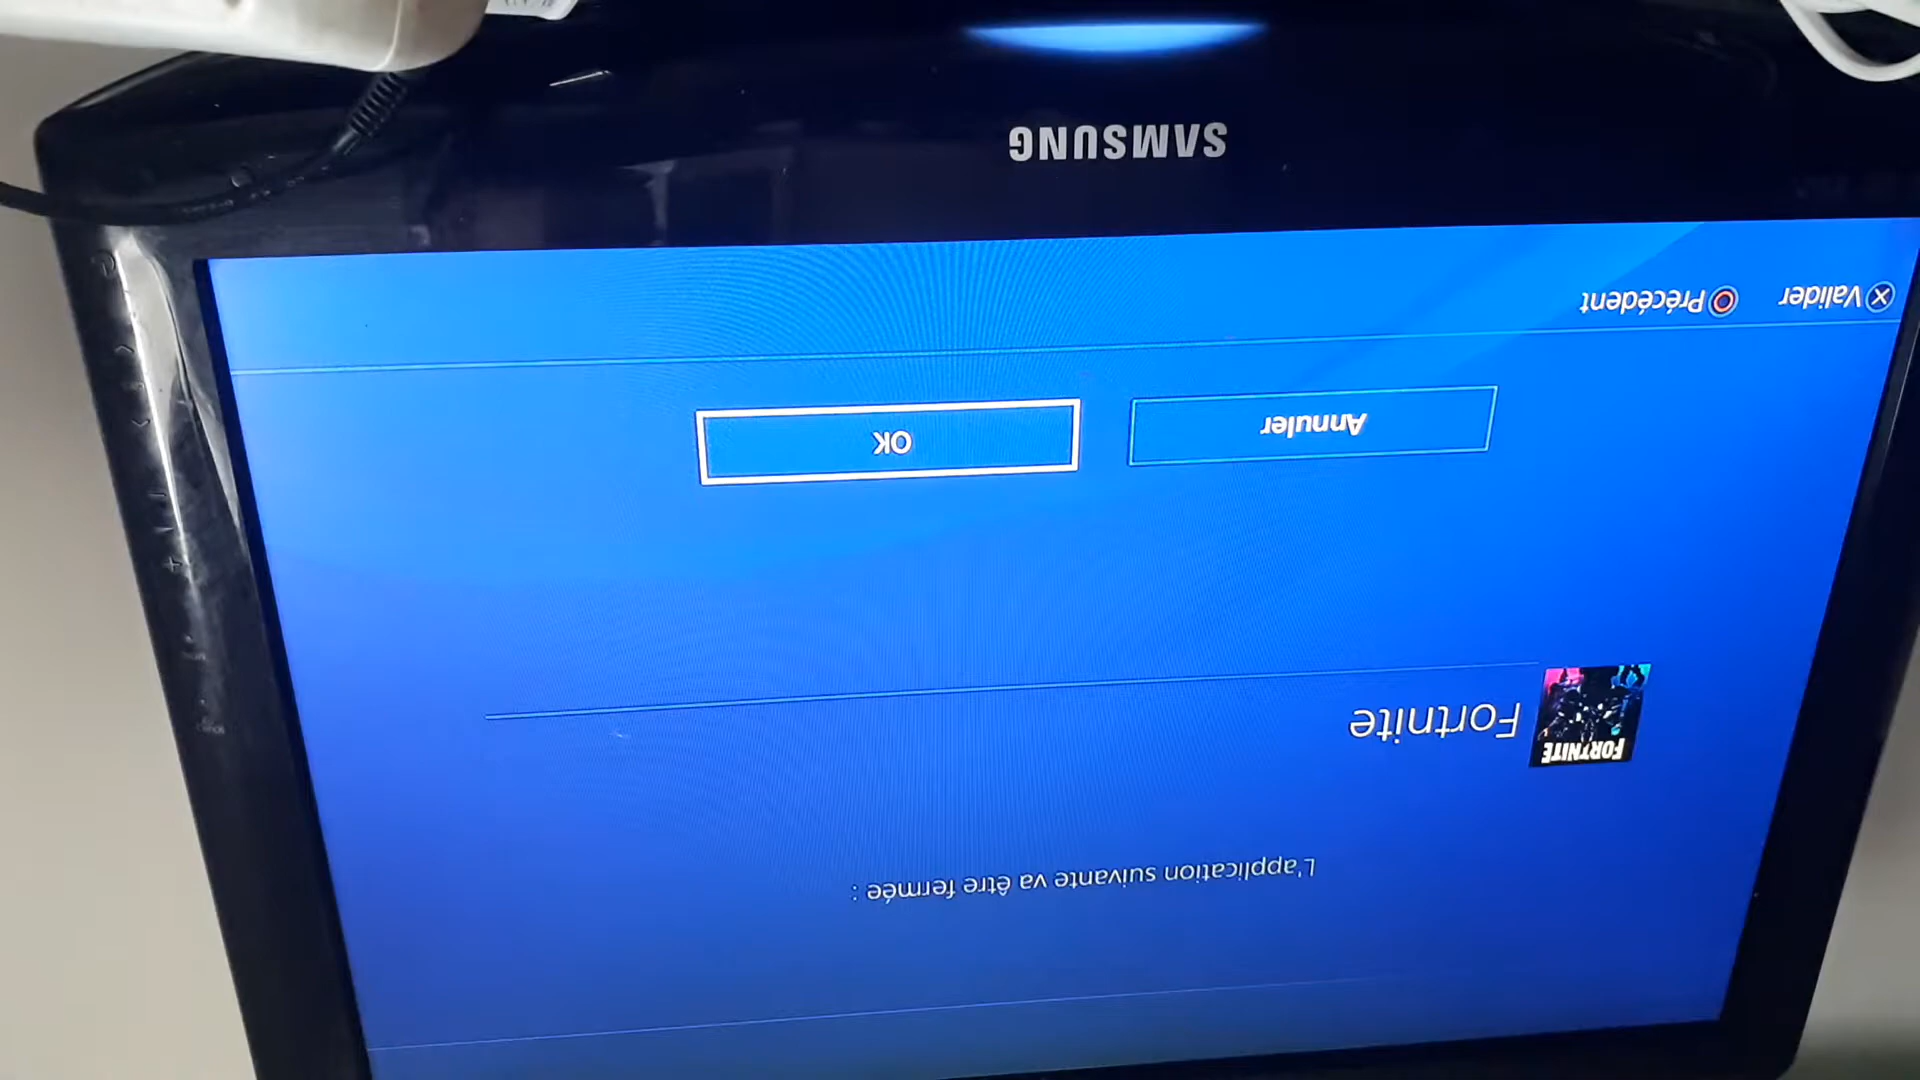 L'application suivante va être fermée :
FORTNITE
Fortnite
Annuler
OK
Valider
Précédent
SAMSUNG